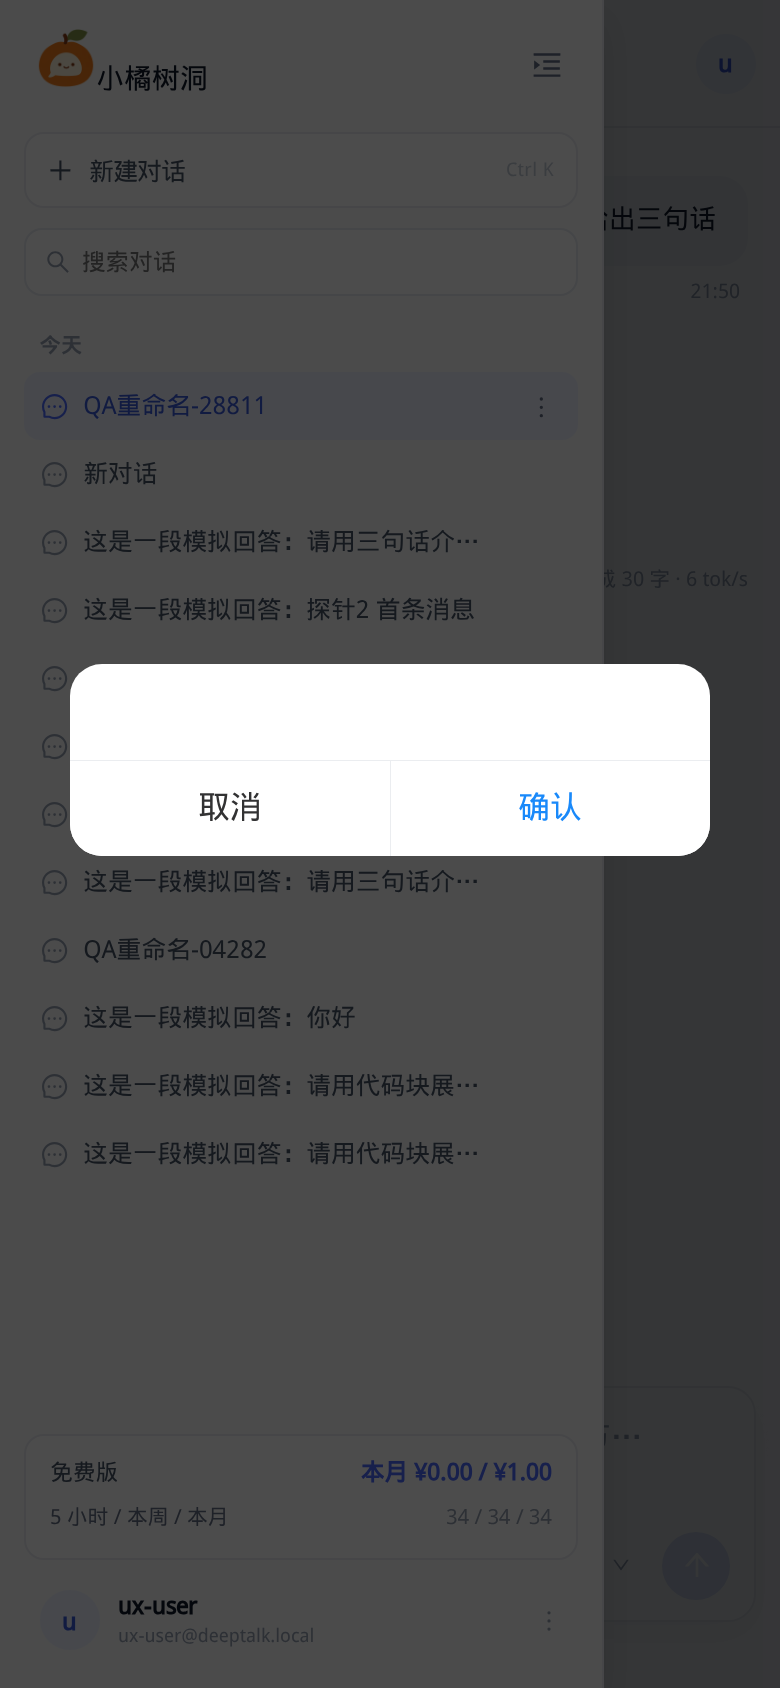 小橘树洞
u
新建对话
Ctrl K
出三句话
搜索对话
21:50
今天
QA重命名-28811
新对话
这是一段模拟回答：请用三句话介…
30 字 · 6 tok/s
这是一段模拟回答：探针2 首条消息
取消
确认
这是一段模拟回答：请用三句话介…
QA重命名-04282
这是一段模拟回答：你好
这是一段模拟回答：请用代码块展…
这是一段模拟回答：请用代码块展…
…
免费版
本月 ¥0.00 / ¥1.00
5 小时 / 本周 / 本月
34 / 34 / 34
u
ux-user
ux-user@deeptalk.local